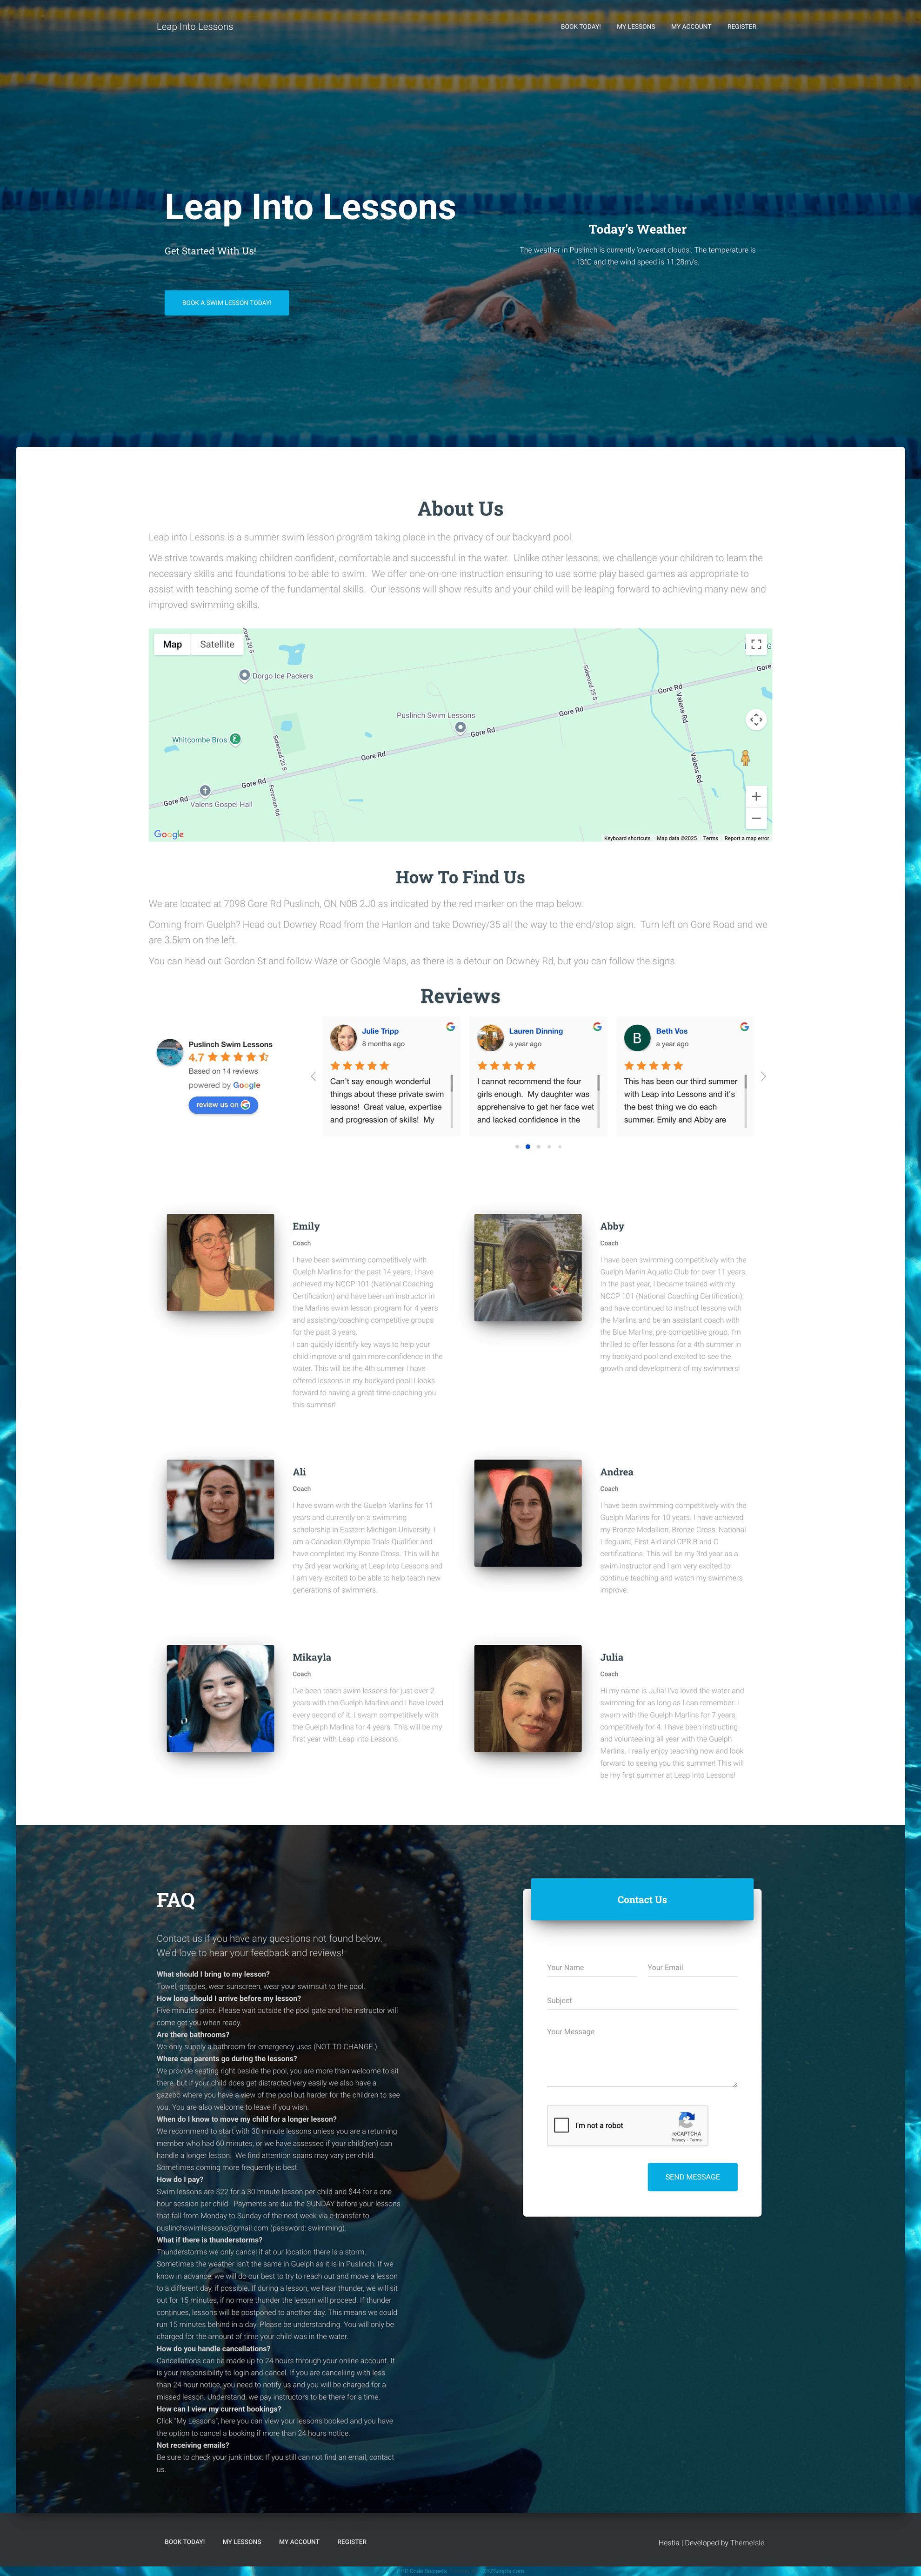 Leap Into Lessons
BOOK TODAY!
MY LESSONS
MY ACCOUNT
REGISTER
Leap Into Lessons
Get Started With Us!
BOOK A SWIM LESSON TODAY!
Today's Weather
The weather in Puslinch is currently 'overcast clouds'. The temperature is
-13°C and the wind speed is 11.28m/s.
About Us
Leap into Lessons is a summer swim lesson program taking place in the privacy of our backyard pool.
We strive towards making children confident, comfortable and successful in the water. Unlike other lessons, we challenge your children to learn the
necessary skills and foundations to be able to swim. We offer one-on-one instruction ensuring to use some play based games as appropriate to
assist with teaching some of the fundamental skills. Our lessons will show results and your child will be leaping forward to achieving many new and
improved swimming skills.
Map
Satellite
Dorgo Ice Packers
Puslinch Swim Lessons
Whitcombe Bros
Valens Gospel Hall
Gore Rd
Gore Rd
Gore Rd
Gore Rd
Gore Rd
Gore Rd
Gore
Sideroad 20 S
Foreman Rd
Sideroad 25 S
Valens Rd
Valens Rd
Google
Keyboard shortcuts
Map data ©2025
Terms
Report a map error
How To Find Us
We are located at 7098 Gore Rd Puslinch, ON N0B 2J0 as indicated by the red marker on the map below.
Coming from Guelph? Head out Downey Road from the Hanlon and take Downey/35 all the way to the end/stop sign. Turn left on Gore Road and we
are 3.5km on the left.
You can head out Gordon St and follow Waze or Google Maps, as there is a detour on Downey Rd, but you can follow the signs.
Reviews
Puslinch Swim Lessons
4.7
Based on 14 reviews
powered by Google
review us on
Julie Tripp
8 months ago
Can't say enough wonderful
things about these private swim
lessons! Great value, expertise
and progression of skills! My
Lauren Dinning
a year ago
I cannot recommend the four
girls enough. My daughter was
apprehensive to get her face wet
and lacked confidence in the
B
Beth Vos
a year ago
This has been our third summer
with Leap into Lessons and it's
the best thing we do each
summer. Emily and Abby are
Emily
Coach
I have been swimming competitively with
Guelph Marlins for the past 14 years. I have
achieved my NCCP 101 (National Coaching
Certification) and have been an instructor in
the Marlins swim lesson program for 4 years
and assisting/coaching competitive groups
for the past 3 years.
I can quickly identify key ways to help your
child improve and gain more confidence in the
water. This will be the 4th summer I have
offered lessons in my backyard pool! I looks
forward to having a great time coaching you
this summer!
Abby
Coach
I have been swimming competitively with the
Guelph Marlin Aquatic Club for over 11 years.
In the past year, I became trained with my
NCCP 101 (National Coaching Certification),
and have continued to instruct lessons with
the Marlins and be an assistant coach with
the Blue Marlins, pre-competitive group. I'm
thrilled to offer lessons for a 4th summer in
my backyard pool and excited to see the
growth and development of my swimmers!
Ali
Coach
I have swam with the Guelph Marlins for 11
years and currently on a swimming
scholarship in Eastern Michigan University. I
am a Canadian Olympic Trials Qualifier and
have completed my Bonze Cross. This will be
my 3rd year working at Leap Into Lessons and
I am very excited to be able to help teach new
generations of swimmers.
Andrea
Coach
I have been swimming competitively with the
Guelph Marlins for 10 years. I have achieved
my Bronze Medallion, Bronze Cross, National
Lifeguard, First Aid and CPR B and C
certifications. This will be my 3rd year as a
swim instructor and I am very excited to
continue teaching and watch my swimmers
improve.
Mikayla
Coach
I've been teach swim lessons for just over 2
years with the Guelph Marlins and I have loved
every second of it. I swam competitively with
the Guelph Marlins for 4 years. This will be my
first year with Leap into Lessons.
Julia
Coach
Hi my name is Julia! I've loved the water and
swimming for as long as I can remember. I
swam with the Guelph Marlins for 7 years,
competitively for 4. I have been instructing
and volunteering all year with the Guelph
Marlins. I really enjoy teaching now and look
forward to seeing you this summer! This will
be my first summer at Leap Into Lessons!
FAQ
Contact us if you have any questions not found below.
We'd love to hear your feedback and reviews!
What should I bring to my lesson?
Towel, goggles, wear sunscreen, wear your swimsuit to the pool.
How long should I arrive before my lesson?
Five minutes prior. Please wait outside the pool gate and the instructor will
come get you when ready.
Are there bathrooms?
We only supply a bathroom for emergency uses (NOT TO CHANGE.)
Where can parents go during the lessons?
We provide seating right beside the pool, you are more than welcome to sit
there, but if your child does get distracted very easily we also have a
gazebo where you have a view of the pool but harder for the children to see
you. You are also welcome to leave if you wish.
When do I know to move my child for a longer lesson?
We recommend to start with 30 minute lessons unless you are a returning
member who had 60 minutes, or we have assessed if your child(ren) can
handle a longer lesson. We find attention spans may vary per child.
Sometimes coming more frequently is best.
How do I pay?
Swim lessons are $22 for a 30 minute lesson per child and $44 for a one
hour session per child. Payments are due the SUNDAY before your lessons
that fall from Monday to Sunday of the next week via e-transfer to
puslinchswimlessons@gmail.com (password: swimming).
What if there is thunderstorms?
Thunderstorms we only cancel if at our location there is a storm.
Sometimes the weather isn't the same in Guelph as it is in Puslinch. If we
know in advance, we will do our best to try to reach out and move a lesson
to a different day, if possible. If during a lesson, we hear thunder, we will sit
out for 15 minutes, if no more thunder the lesson will proceed. If thunder
continues, lessons will be postponed to another day. This means we could
run 15 minutes behind in a day. Please be understanding. You will only be
charged for the amount of time your child was in the water.
How do you handle cancellations?
Cancellations can be made up to 24 hours through your online account. It
is your responsibility to login and cancel. If you are cancelling with less
than 24 hour notice, you need to notify us and you will be charged for a
missed lesson. Understand, we pay instructors to be there for a time.
How can I view my current bookings?
Click "My Lessons", here you can view your lessons booked and you have
the option to cancel a booking if more than 24 hours notice.
Not receiving emails?
Be sure to check your junk inbox. If you still can not find an email, contact
us.
Contact Us
Your Name
Your Email
Subject
Your Message
I'm not a robot
reCAPTCHA
Privacy - Terms
SEND MESSAGE
BOOK TODAY!
MY LESSONS
MY ACCOUNT
REGISTER
Hestia | Developed by ThemeIsle